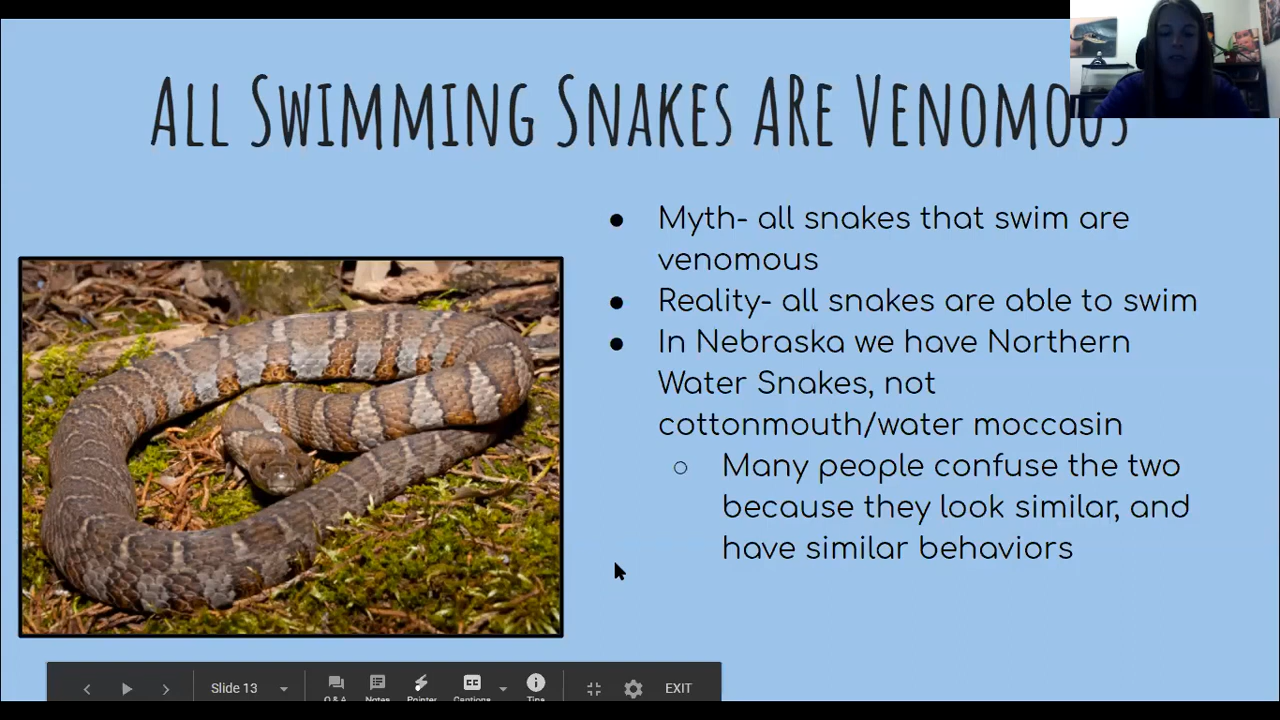 ALL SWIMMING SNAKES ARE VENOMOUS
● Myth- all snakes that swim are
venomous
● Reality- all snakes are able to swim
● In Nebraska we have Northern
Water Snakes, not
cottonmouth/water moccasin
○ Many people confuse the two
because they look similar, and
have similar behaviors
Slide 13
Q & A Notes Pointer CC Captions Tips
EXIT